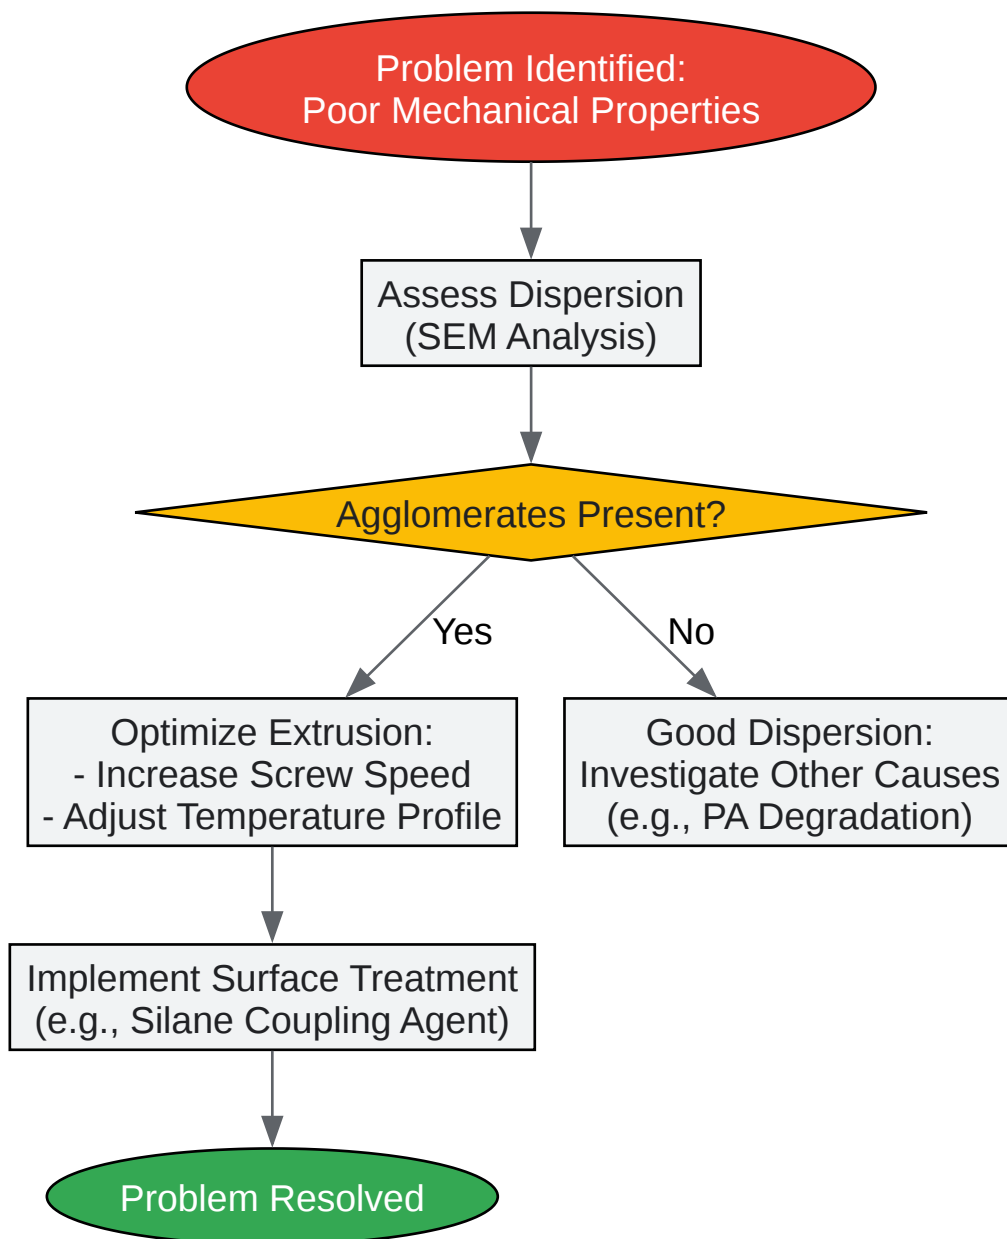 Problem Identified:
Poor Mechanical Properties
Assess Dispersion
(SEM Analysis)
Agglomerates Present?
Yes
No
Optimize Extrusion:
- Increase Screw Speed
- Adjust Temperature Profile
Good Dispersion:
Investigate Other Causes
(e.g., PA Degradation)
Implement Surface Treatment
(e.g., Silane Coupling Agent)
Problem Resolved